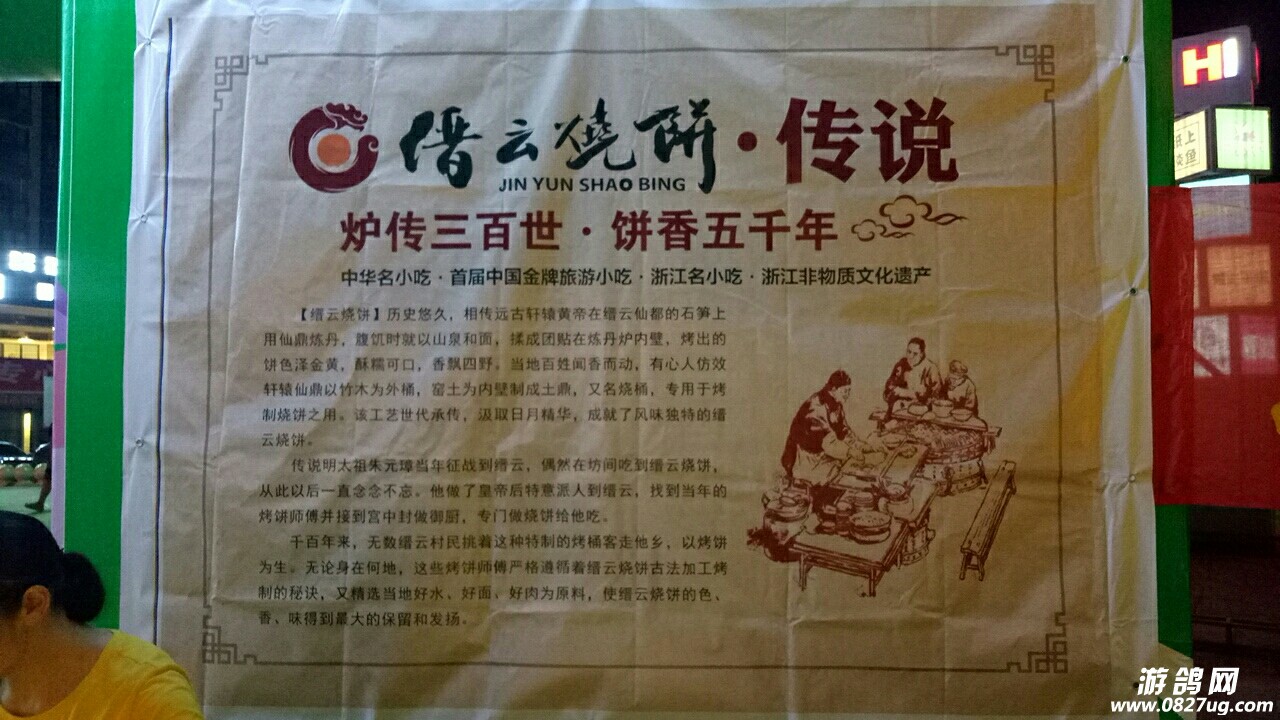 缙云燒餅·传说
JIN YUN SHAO BING
炉传三百世·饼香五千年
中华名小吃·首届中国金牌旅游小吃·浙江名小吃·浙江非物质文化遗产
【缙云烧饼】历史悠久，相传远古轩辕黄帝在缙云仙都的石笋上
用仙鼎炼丹，腹饥时就以山泉和面，揉成团贴在炼丹炉内壁，烤出的
饼色泽金黄，酥糯可口，香飘四野。当地百姓闻香而动，有心人仿效
轩辕仙鼎以竹木为外桶，窑土为内壁制成土鼎，又名烧桶，专用于烤
制烧饼之用。该工艺世代承传，汲取日月精华，成就了风味独特的缙
云烧饼。
传说明太祖朱元璋当年征战到缙云，偶然在坊间吃到缙云烧饼，
从此以后一直念念不忘。他做了皇帝后特意派人到缙云，找到当年的
烤饼师傅并接到宫中封做御厨，专门做烧饼给他吃。
千百年来，无数缙云村民挑着这种特制的烤桶客走他乡，以烤饼
为生。无论身在何地，这些烤饼师傅严格遵循着缙云烧饼古法加工烤
制的秘诀，又精选当地好水、好面、好肉为原料，使缙云烧饼的色、
香、味得到最大的保留和发扬。
HI
上
鱼
游鸽网
www.0827ug.com